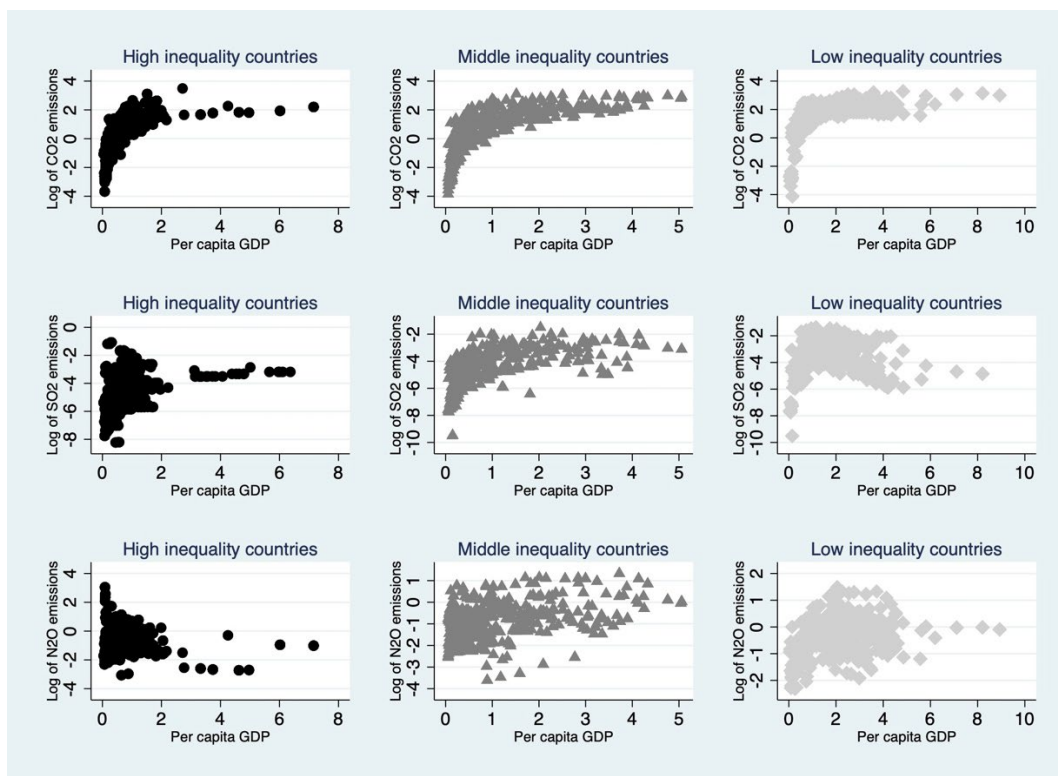 High inequality countries
Middle inequality countries
Low inequality countries
Log of CO2 emissions
4
2
0
-2
-4
0 2 4 6 8
Per capita GDP
Log of CO2 emissions
4
2
0
-2
-4
0 1 2 3 4 5
Per capita GDP
Log of CO2 emissions
4
2
0
-2
-4
0 2 4 6 8 10
Per capita GDP
High inequality countries
Middle inequality countries
Low inequality countries
Log of SO2 emissions
0
-2
-4
-6
-8
0 2 4 6 8
Per capita GDP
Log of SO2 emissions
-2
-4
-6
-8
-10
0 1 2 3 4 5
Per capita GDP
Log of SO2 emissions
-2
-4
-6
-8
-10
0 2 4 6 8 10
Per capita GDP
High inequality countries
Middle inequality countries
Low inequality countries
Log of N2O emissions
4
2
0
-2
-4
0 2 4 6 8
Per capita GDP
Log of N2O emissions
1
0
-1
-2
-3
-4
0 1 2 3 4 5
Per capita GDP
Log of N2O emissions
2
1
0
-1
-2
0 2 4 6 8 10
Per capita GDP